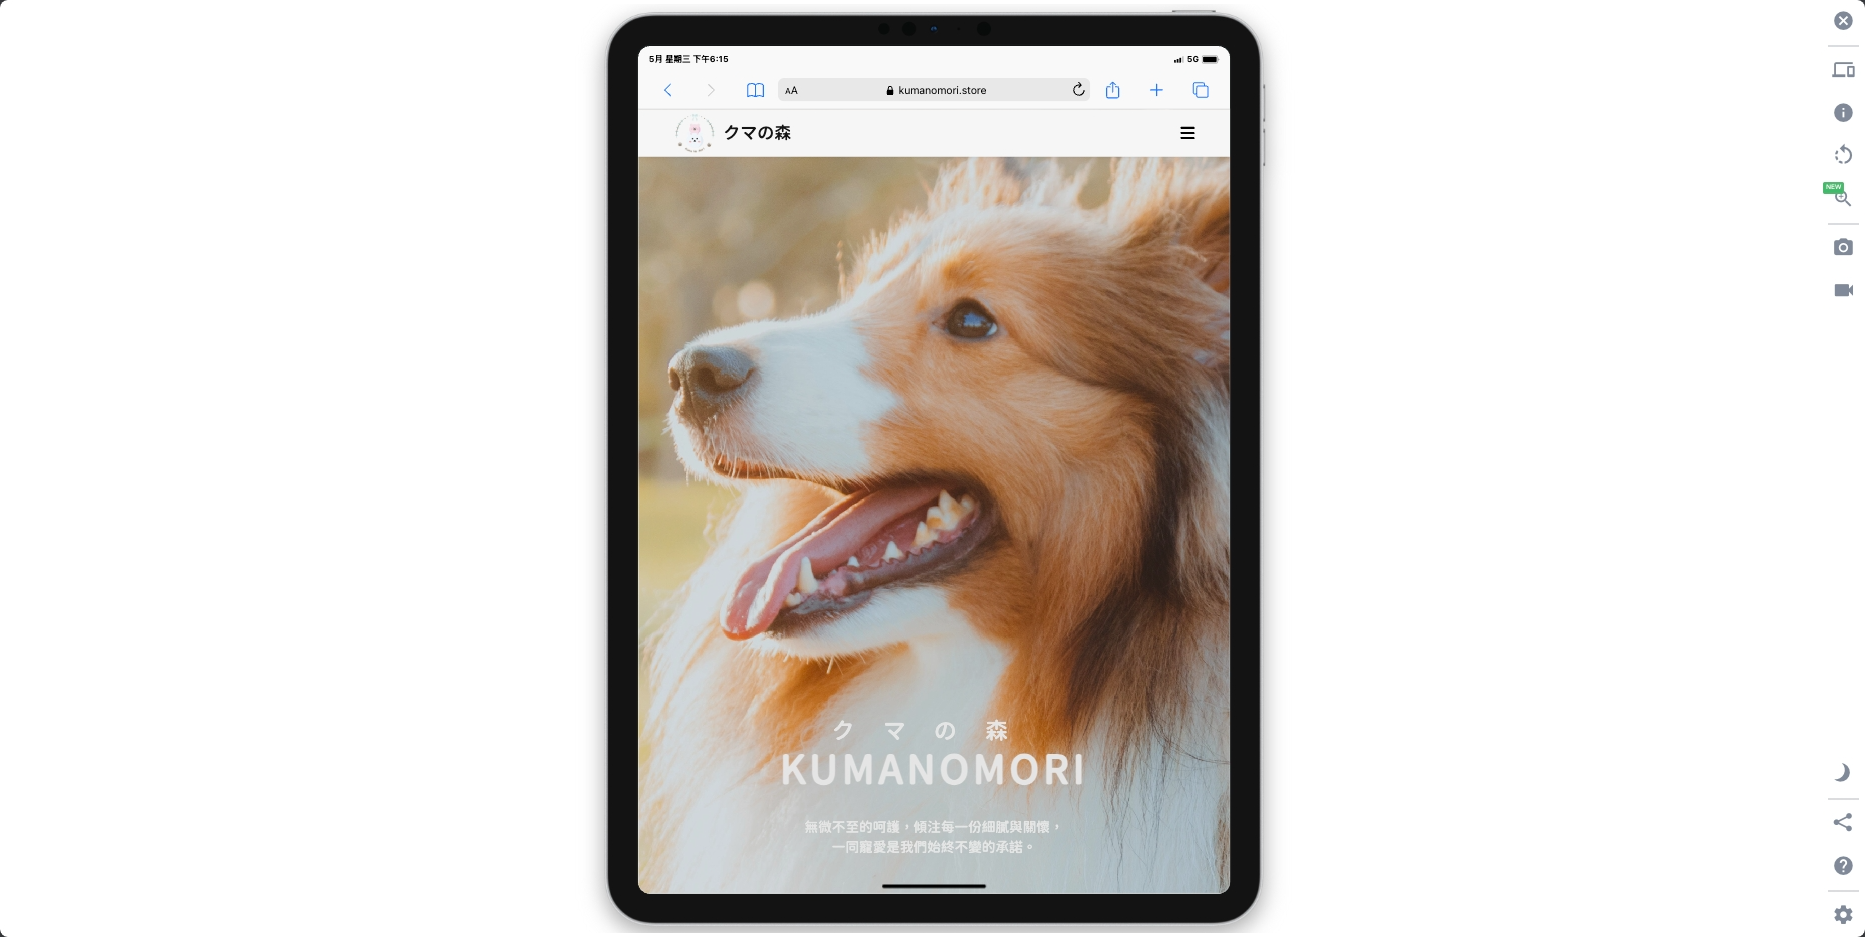 5月 星期三 下午6:15
5G
AA
kumanomori.store
クマの森
NEW
クマの森
KUMANOMORI
無微不至的呵護，傾注每一份細膩與關懷，
一同寵愛是我們始終不變的承諾。